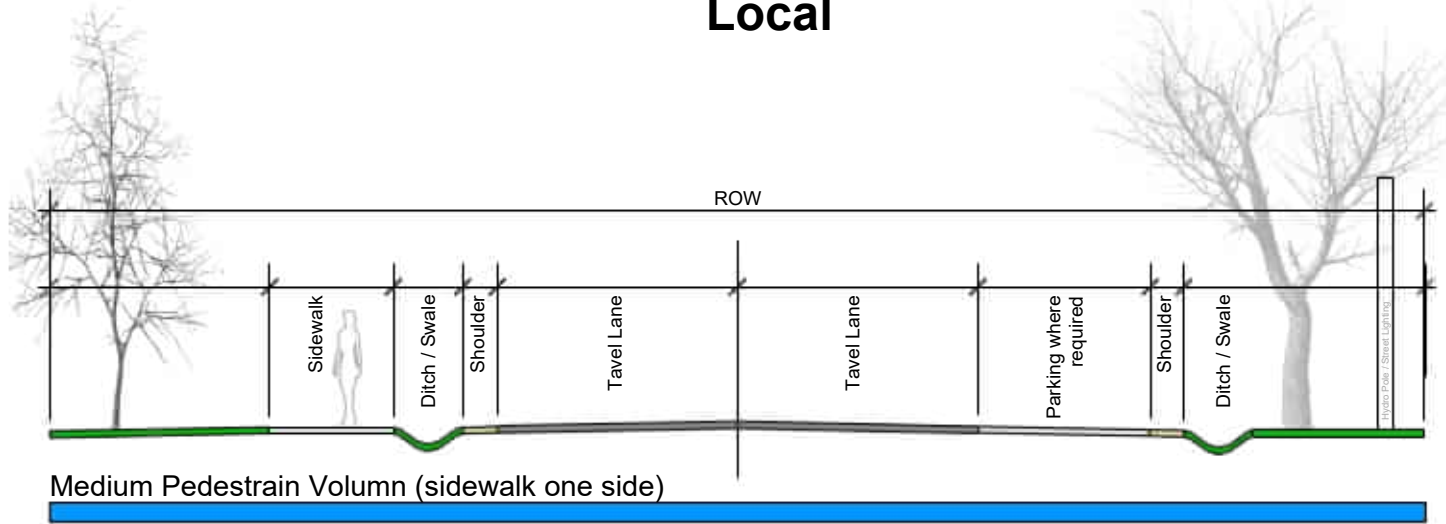 Local
ROW
Sidewalk
Ditch / Swale
Shoulder
Tavel Lane
Tavel Lane
Parking where
required
Shoulder
Ditch / Swale
Hydro Pole / Street Lighting
Medium Pedestrain Volumn (sidewalk one side)